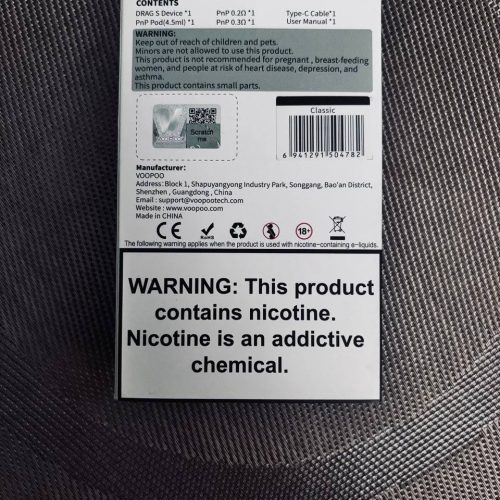 CONTENTS
DRAG S Device *1 PnP 0.2Ω *1 Type-C Cable*1
PnP Pod(4.5ml) *1 PnP 0.3Ω *1 User Manual *1
WARNING:
Keep out of reach of children and pets.
Minors are not allowed to use this product.
This product is not recommended for pregnant , breast-feeding
women, and people at risk of heart disease, depression, and
asthma.
This product contains small parts.
Scratch
me
Classic
6 941291 504782
Manufacturer:
VOOPOO
Address: Block 1, Shapuyangyong Industry Park, Songgang, Bao'an District,
Shenzhen , Guangdong , China
Email : support@voopootech.com
Website : www.voopoo.com
Made in CHINA
CE RoHS 18+
The following warning applies when the product is used with nicotine-containing e-liquids.
WARNING: This product
contains nicotine.
Nicotine is an addictive
chemical.